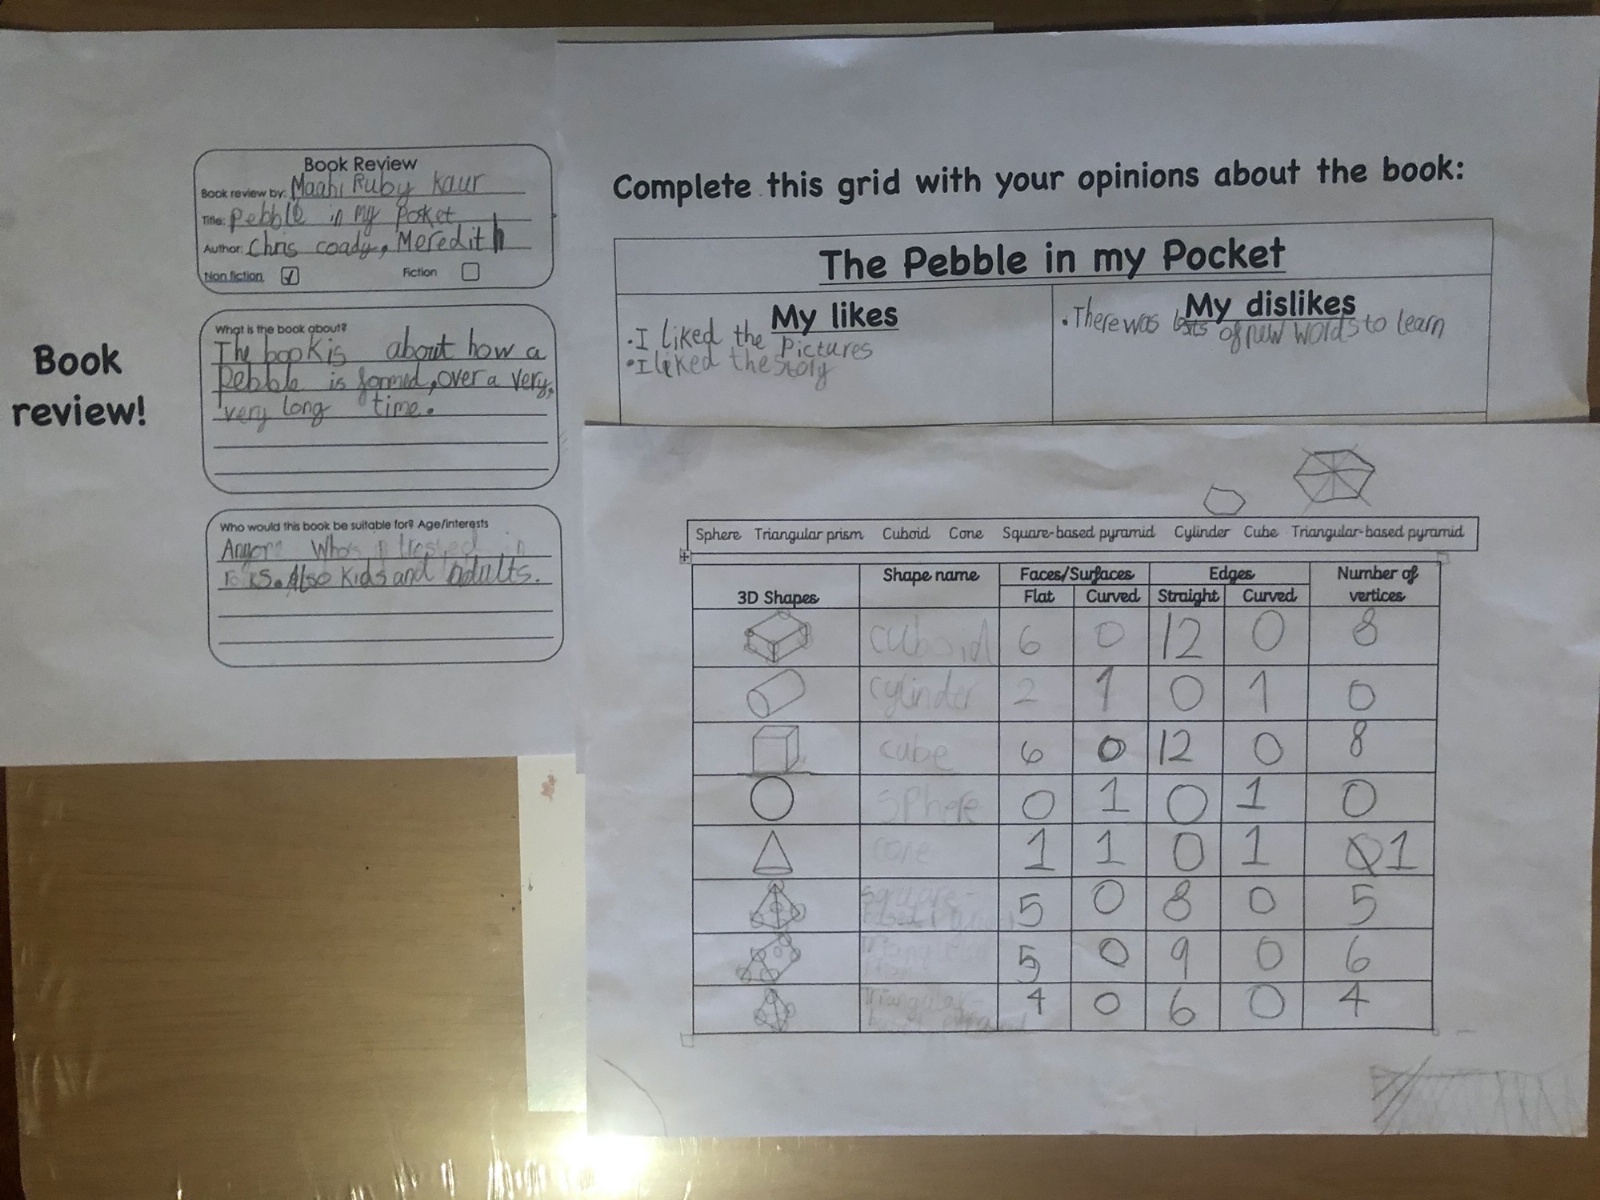 Book
review!
Book Review
Book review by: Maahi Ruby Kaur
Title: Pebble in my Pocket
Author: Chris coady, Meredith
Non fiction ✓ Fiction
What is the book about?
The book is about how a
Pebble is formed, over a very,
very long time.
Who would this book be suitable for? Age/interests
Who in
Also Kids and adults.
Complete this grid with your opinions about the book:
The Pebble in my Pocket
My likes
• I liked the Pictures
• I liked the story
My dislikes
• There was lots of new words to learn
Sphere Triangular prism Cuboid Cone Square-based pyramid Cylinder Cube Triangular-based pyramid
3D Shapes Shape name Faces/Surfaces Edges Number of vertices
Flat Curved Straight Curved
cuboid 6 0 12 0 8
cylinder 2 1 0 1 0
cube 6 0 12 0 8
Sphere 0 1 0 1 0
cone 1 1 0 1 1
square- 5 0 8 0 5
5 0 9 0 6
Triangular- 4 0 6 0 4